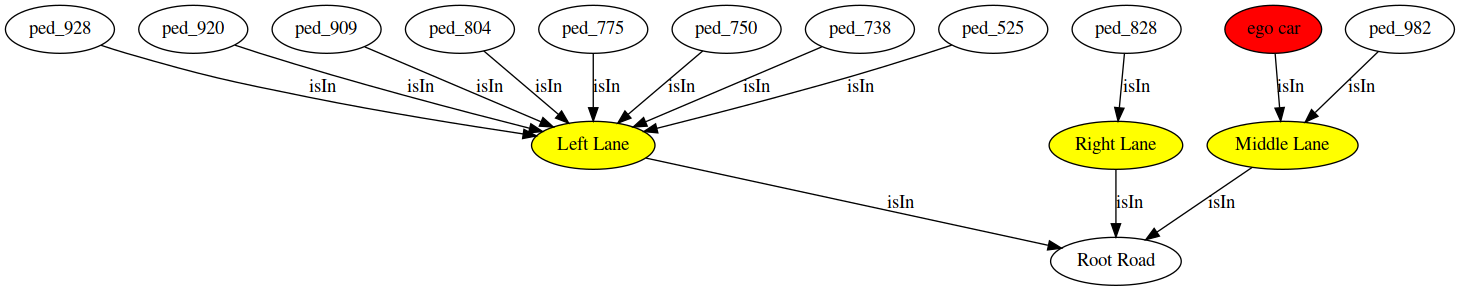 ped_928 ped_920 ped_909 ped_804 ped_775 ped_750 ped_738 ped_525 ped_828 ego car ped_982
isIn isIn isIn isIn isIn isIn isIn isIn isIn isIn isIn
Left Lane Right Lane Middle Lane
isIn isIn isIn
Root Road